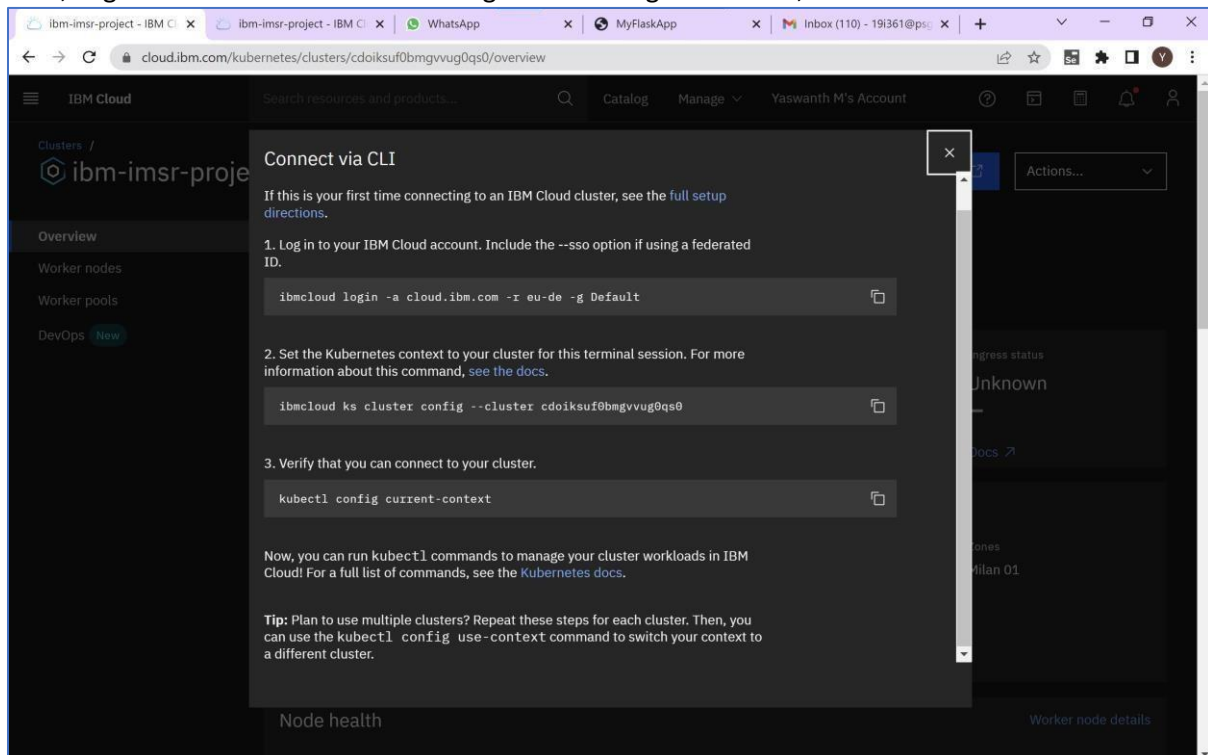 ibm-imsr-project - IBM Cl
ibm-imsr-project - IBM Cl
WhatsApp
MyFlaskApp
Inbox (110) - 19i361@psg
cloud.ibm.com/kubernetes/clusters/cdoiksuf0bmgvvug0qs0/overview
Y
IBM Cloud
Search resources and products...
Catalog
Manage
Yaswanth M's Account
Clusters /
ibm-imsr-proje
Actions...
Overview
Worker nodes
Worker pools
DevOps New
Connect via CLI
If this is your first time connecting to an IBM Cloud cluster, see the full setup
directions.
1. Log in to your IBM Cloud account. Include the --sso option if using a federated
ID.
ibmcloud login -a cloud.ibm.com -r eu-de -g Default
2. Set the Kubernetes context to your cluster for this terminal session. For more
information about this command, see the docs.
ibmcloud ks cluster config --cluster cdoiksuf0bmgvvug0qs0
3. Verify that you can connect to your cluster.
kubectl config current-context
Now, you can run kubectl commands to manage your cluster workloads in IBM
Cloud! For a full list of commands, see the Kubernetes docs.
Tip: Plan to use multiple clusters? Repeat these steps for each cluster. Then, you
can use the kubectl config use-context command to switch your context to
a different cluster.
ngress status
Unknown
Docs
Zones
Milan 01
Node health
Worker node details